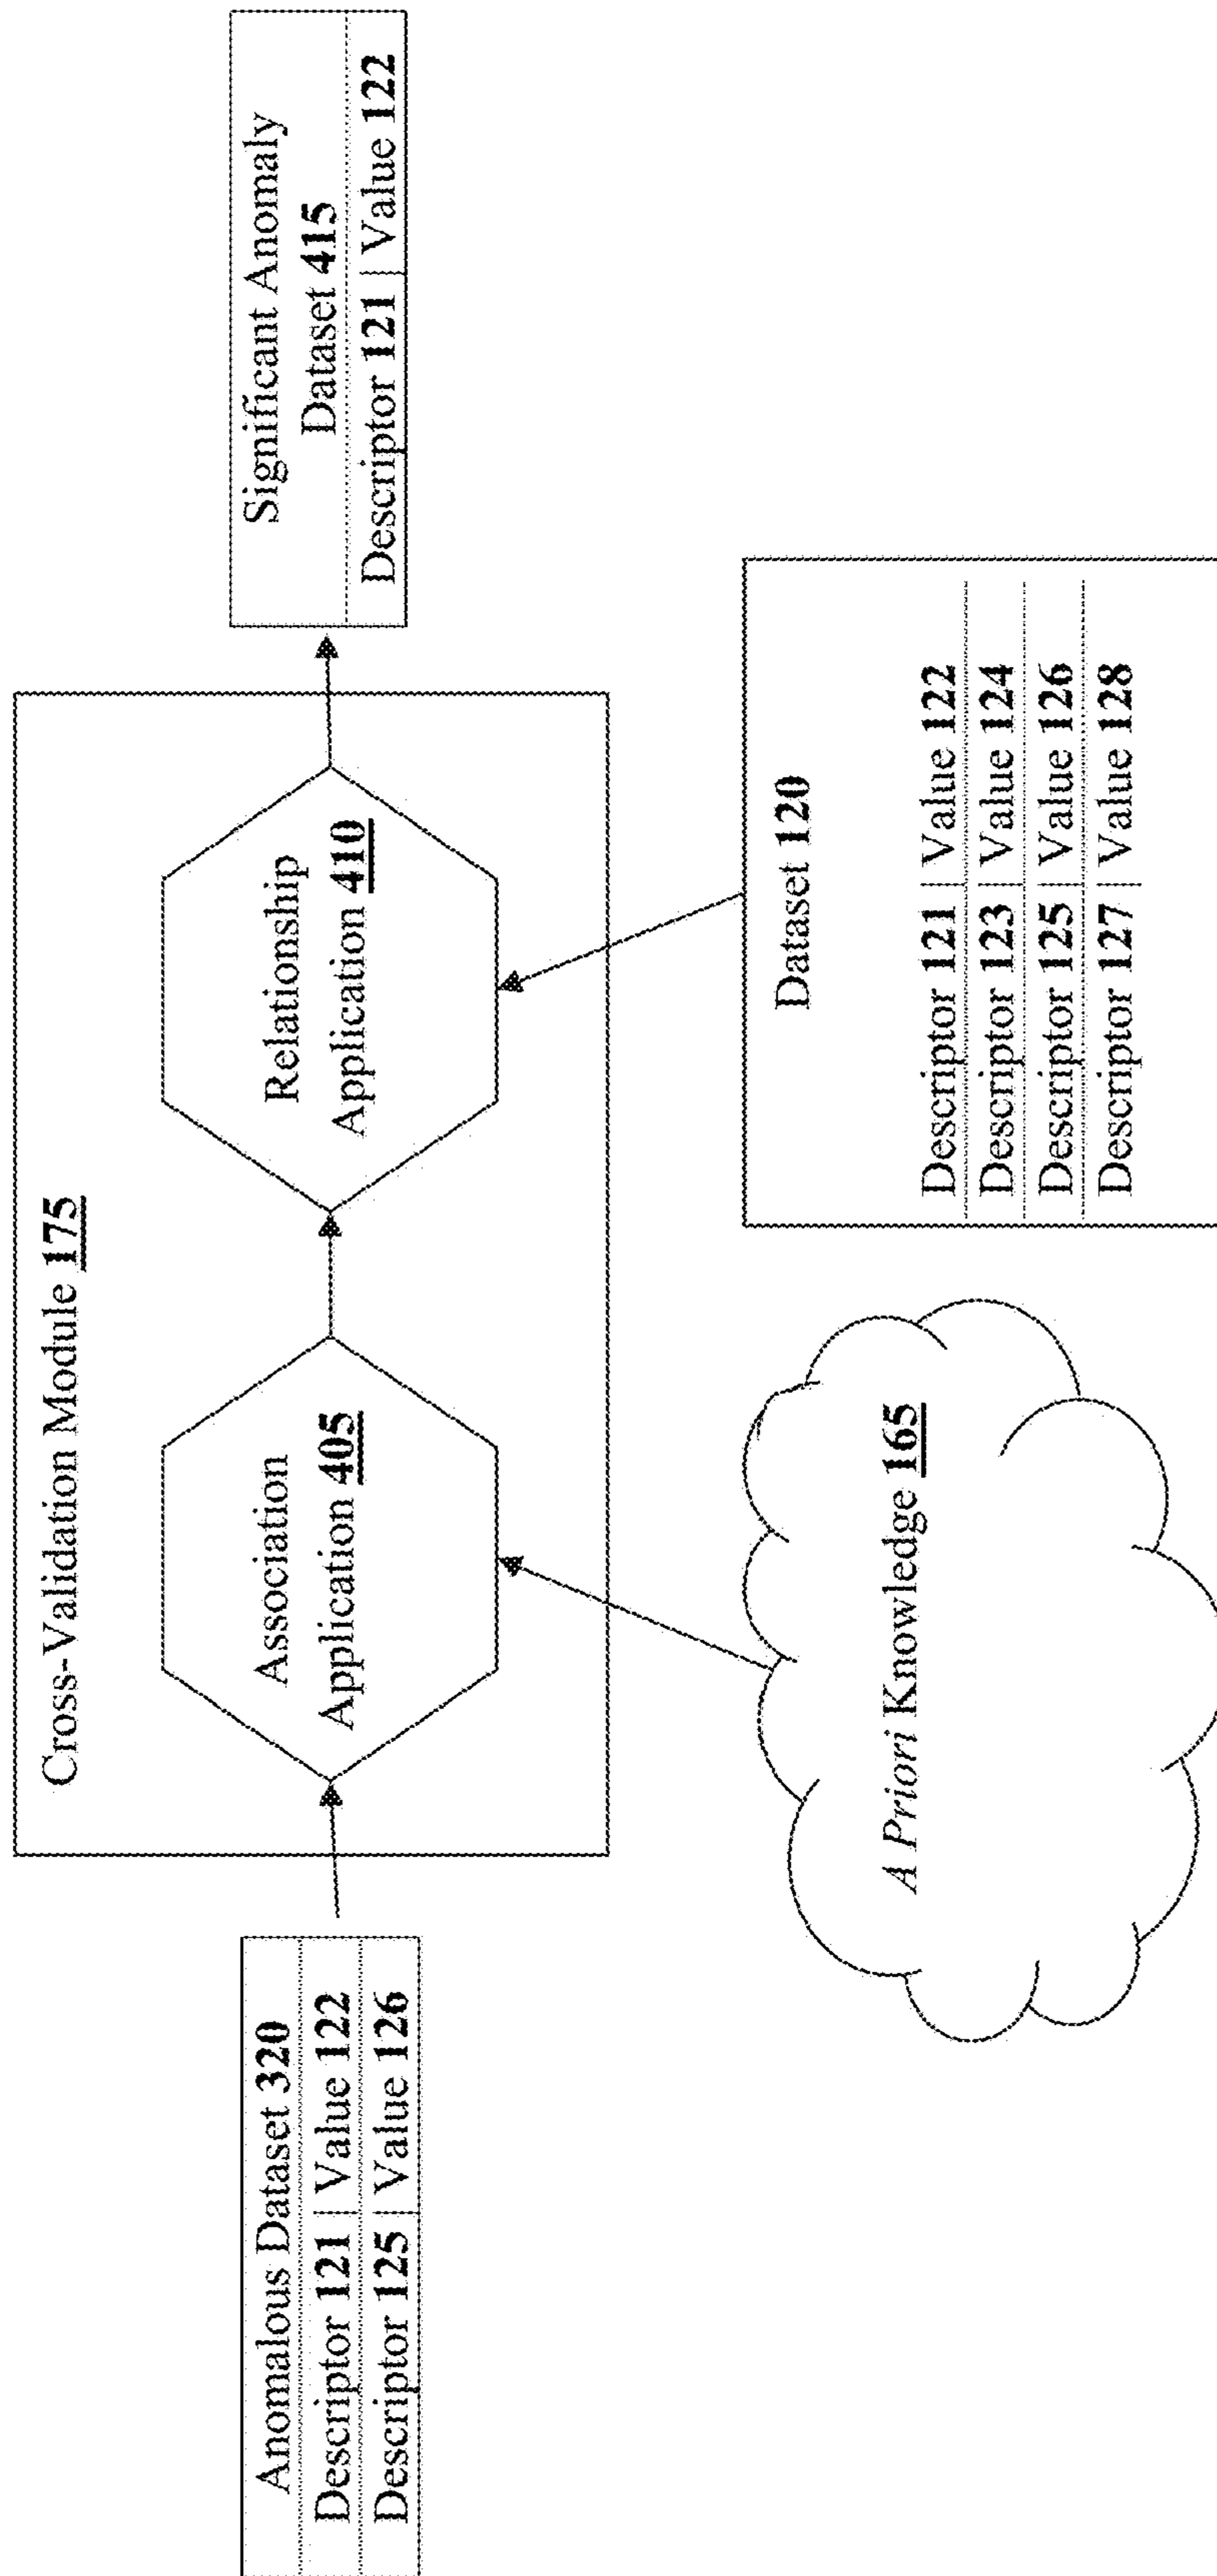 Cross-Validation Module 175
Anomalous Dataset 320
Descriptor 121 Value 122
Descriptor 125 Value 126
Association
Application 405
Relationship
Application 410
Significant Anomaly
Dataset 415
Descriptor 121 Value 122
A Priori Knowledge 165
Dataset 120
Descriptor 121 Value 122
Descriptor 123 Value 124
Descriptor 125 Value 126
Descriptor 127 Value 128